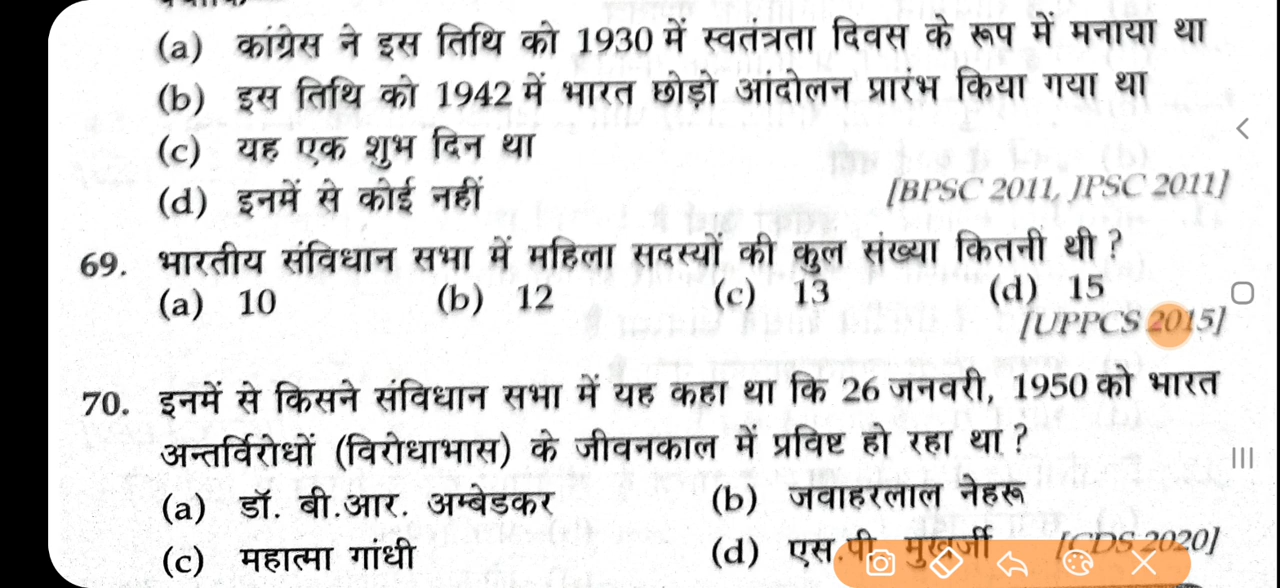 (a) कांग्रेस ने इस तिथि को 1930 में स्वतंत्रता दिवस के रूप में मनाया था
(b) इस तिथि को 1942 में भारत छोड़ो आंदोलन प्रारंभ किया गया था
(c) यह एक शुभ दिन था
(d) इनमें से कोई नहीं
[BPSC 2011, JPSC 2011]
69. भारतीय संविधान सभा में महिला सदस्यों की कुल संख्या कितनी थी ?
(a) 10 (b) 12 (c) 13 (d) 15
[UPPCS 2015]
70. इनमें से किसने संविधान सभा में यह कहा था कि 26 जनवरी, 1950 को भारत
अन्तर्विरोधों (विरोधाभास) के जीवनकाल में प्रविष्ट हो रहा था ?
(a) डॉ. बी.आर. अम्बेडकर (b) जवाहरलाल नेहरू
(c) महात्मा गांधी (d) एस.पी. मुखर्जी [CDS 2020]